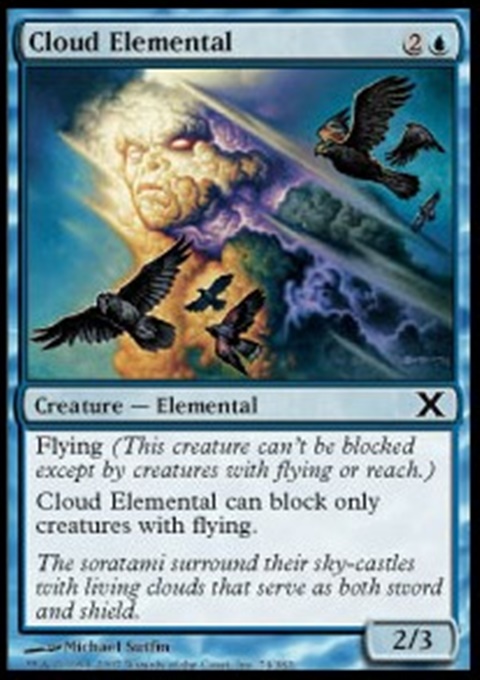 Cloud Elemental 2
Creature — Elemental X
Flying (This creature can't be blocked
except by creatures with flying or reach.)
Cloud Elemental can block only
creatures with flying.
The soratami surround their sky-castles
with living clouds that serve as both sword
and shield.
Michael Sutfin
2/3